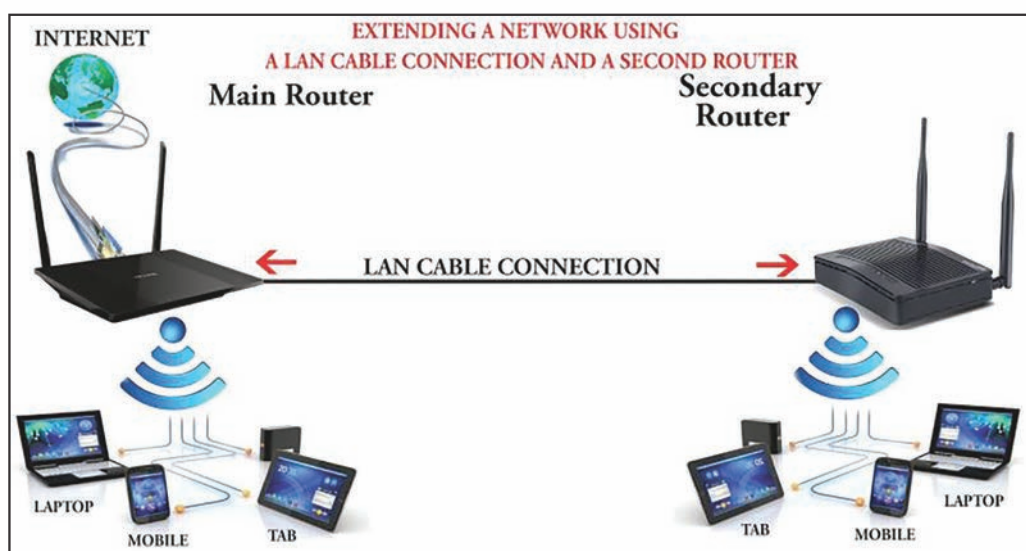 INTERNET
EXTENDING A NETWORK USING
A LAN CABLE CONNECTION AND A SECOND ROUTER
Main Router
Secondary
Router
LAN CABLE CONNECTION
LAPTOP
MOBILE
TAB
TAB
MOBILE
LAPTOP